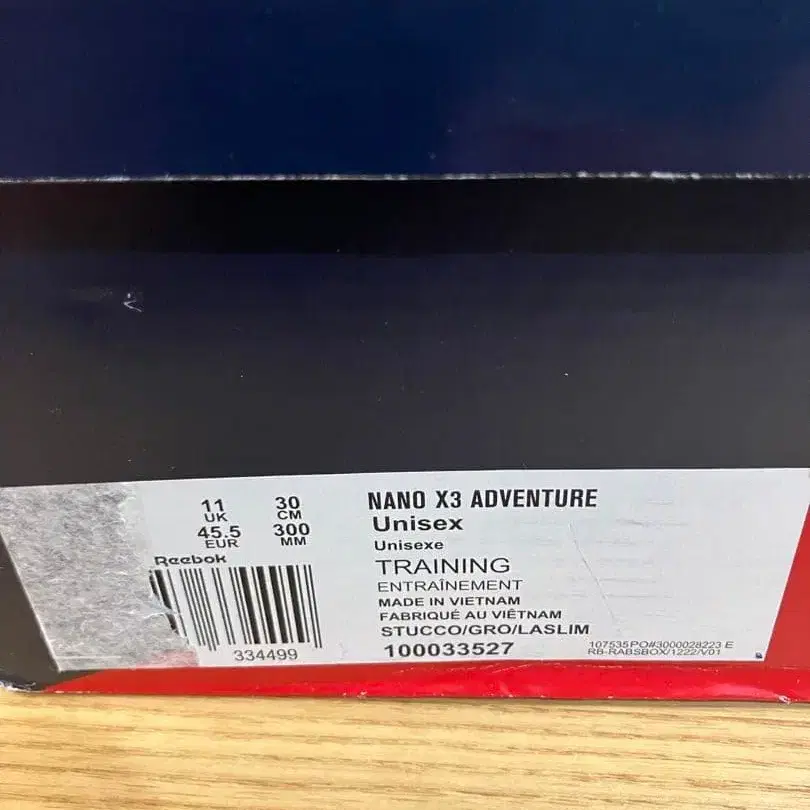 11 30
UK CM
45.5 300
EUR MM
Reebok
334499
NANO X3 ADVENTURE
Unisex
Unisexe
TRAINING
ENTRAÎNEMENT
MADE IN VIETNAM
FABRIQUÉ AU VIÊTNAM
STUCCO/GRO/LASLIM
100033527
107535PO#3000028223 E
RB-RABSBOX/1222/V01